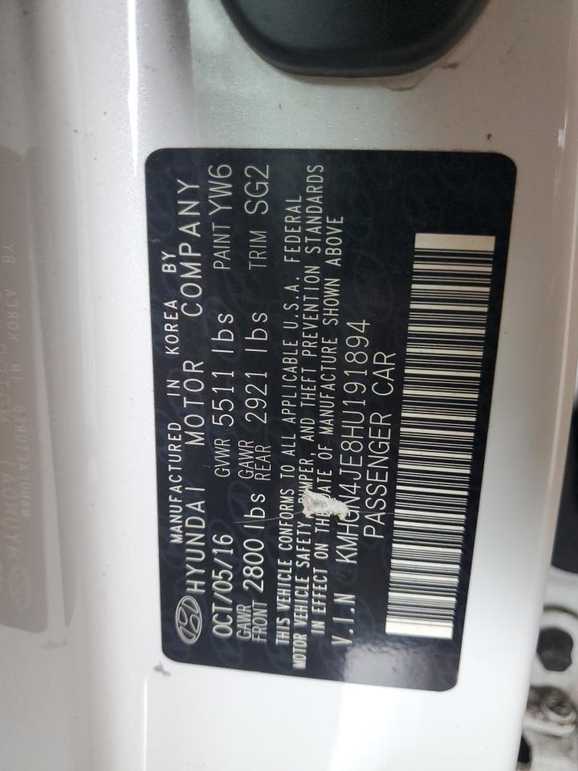 MANUFACTURED IN KOREA BY
HYUNDAI MOTOR COMPANY
OCT/05/16 GVWR 5511 lbs PAINT YW6
GAWR FRONT 2800 lbs GAWR REAR 2921 lbs TRIM SG2
THIS VEHICLE CONFORMS TO ALL APPLICABLE U.S.A. FEDERAL
MOTOR VEHICLE SAFETY, BUMPER, AND THEFT PREVENTION STANDARDS
IN EFFECT ON THE DATE OF MANUFACTURE SHOWN ABOVE
V.I.N KMHGN4JE8HU191894
PASSENGER CAR